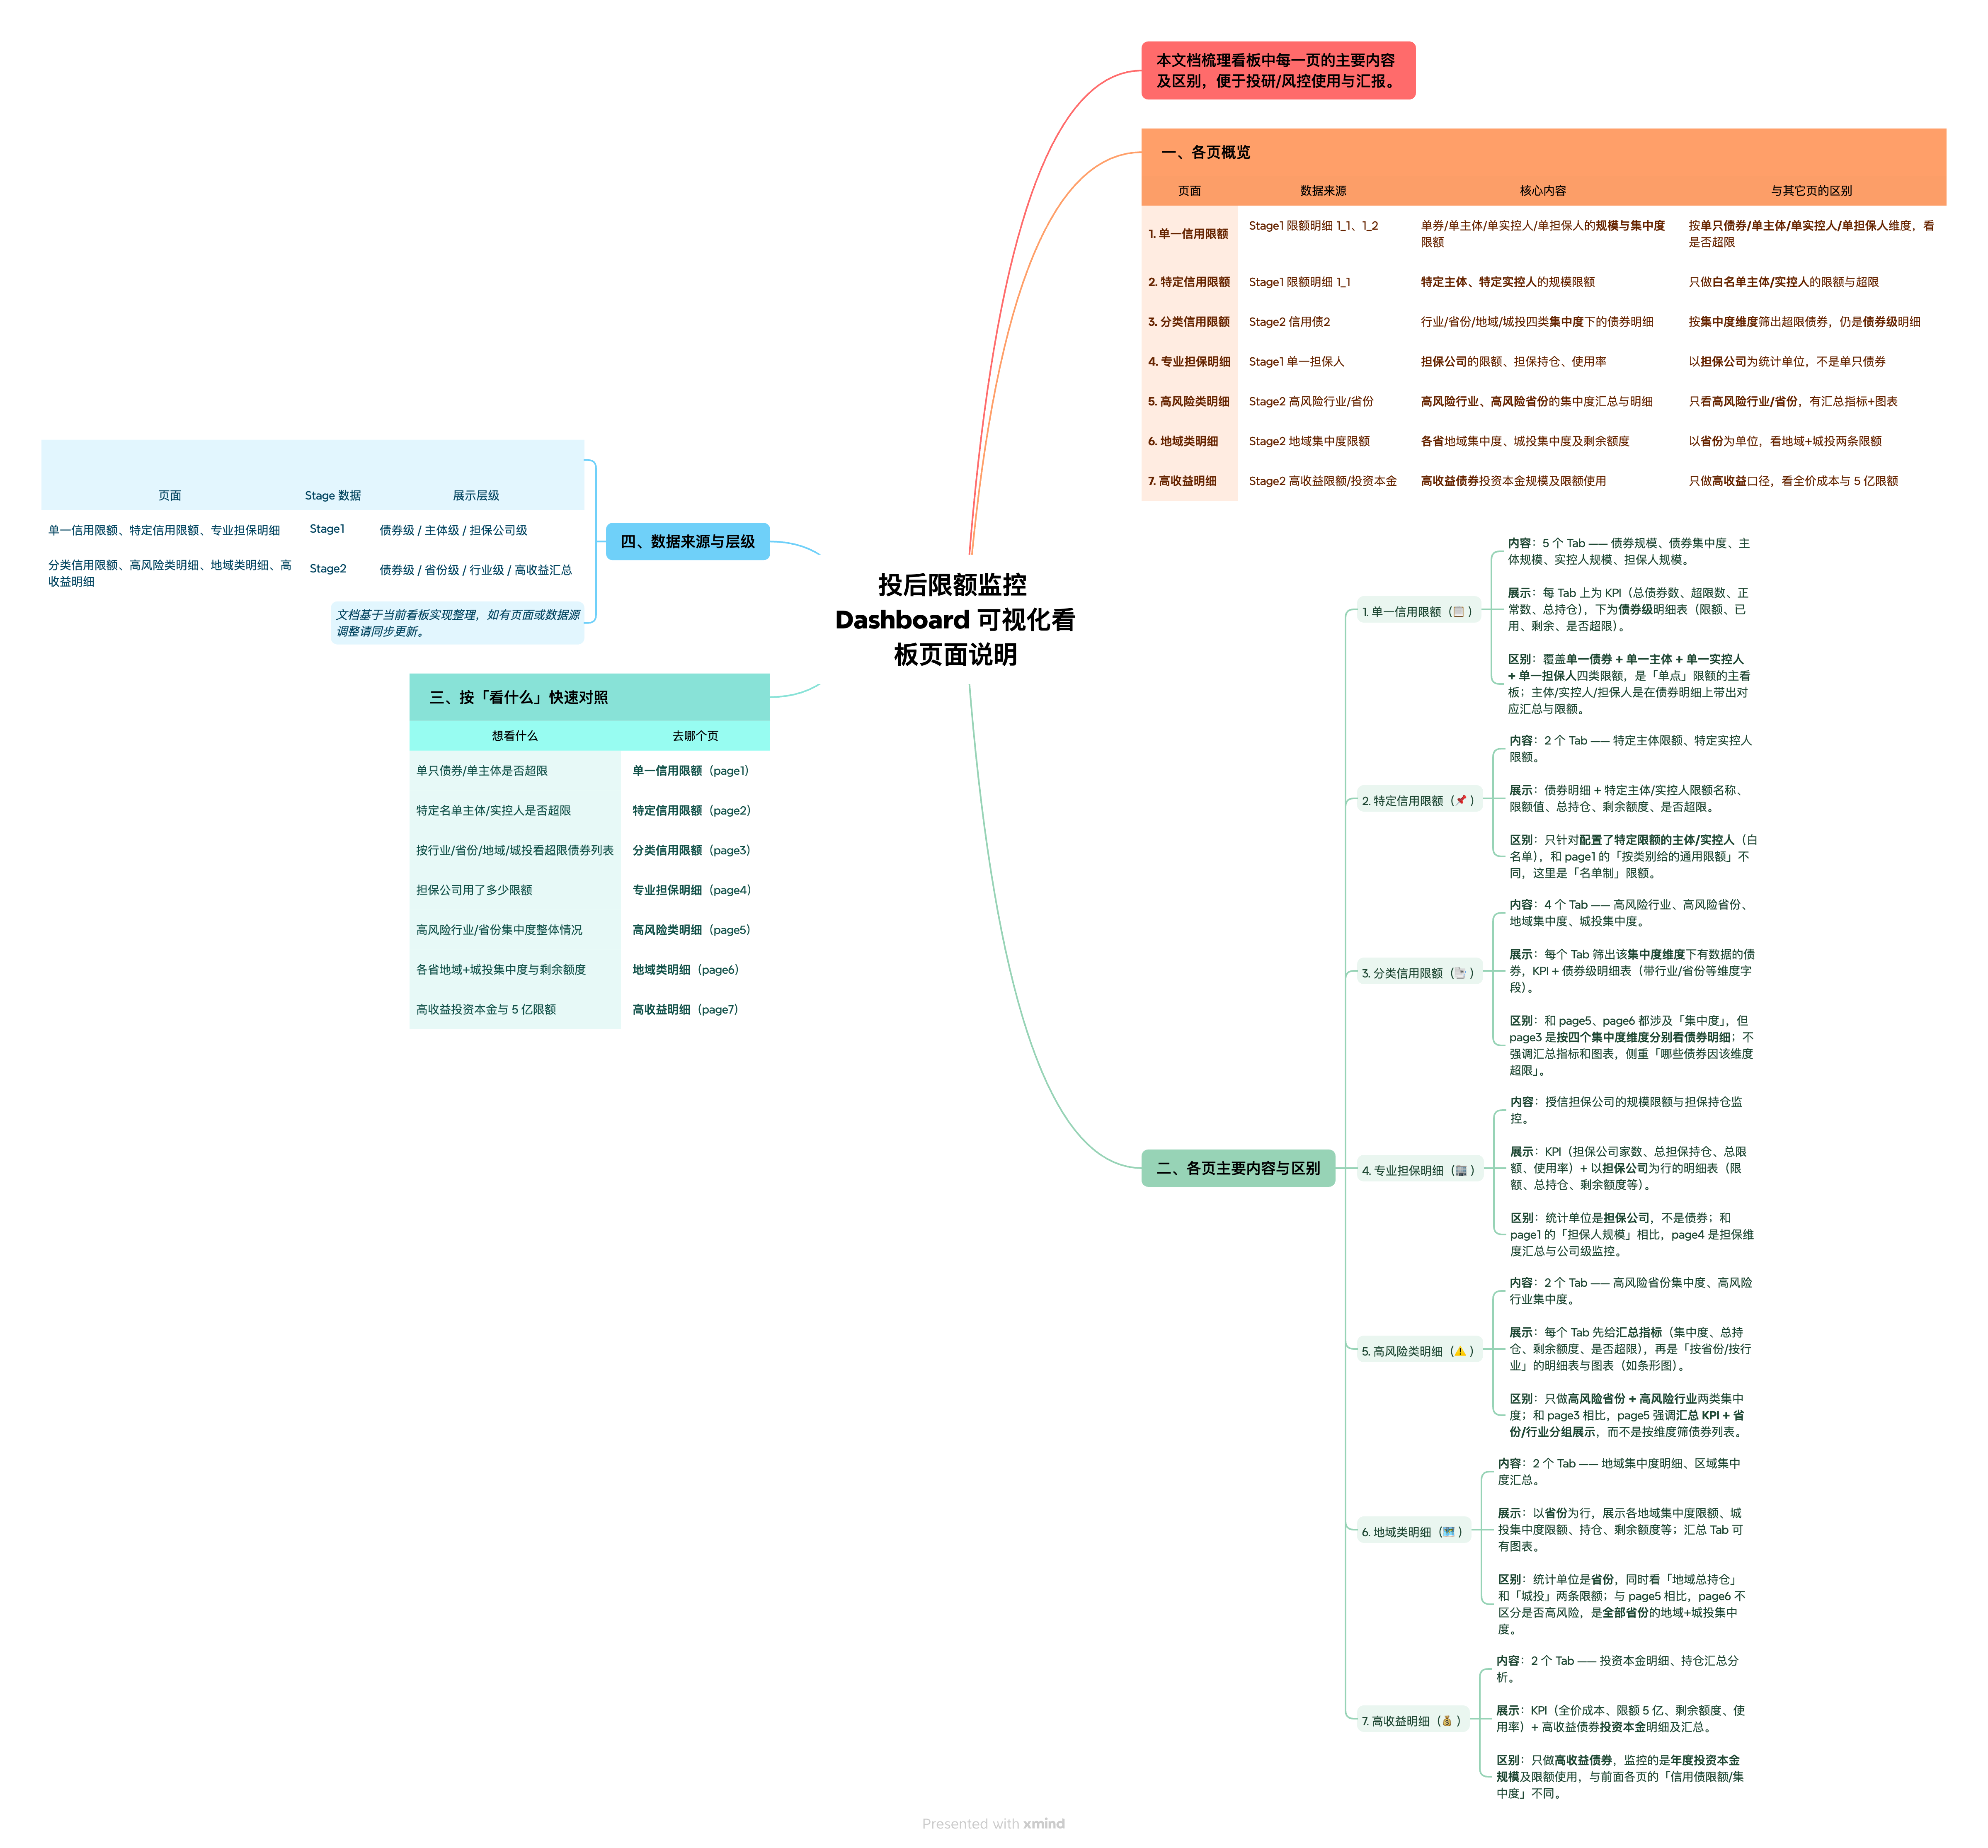 投后限额监控
Dashboard 可视化看
板页面说明
本文档梳理看板中每一页的主要内容
及区别，便于投研/风控使用与汇报。
一、各页概览
页面 数据来源 核心内容 与其它页的区别
1. 单一信用限额 Stage1 限额明细 1_1、1_2 单券/单主体/单实控人/单担保人的规模与集中度 按单只债券/单主体/单实控人/单担保人维度，看
限额 是否超限
2. 特定信用限额 Stage1 限额明细 1_1 特定主体、特定实控人的规模限额 只做白名单主体/实控人的限额与超限
3. 分类信用限额 Stage2 信用债2 行业/省份/地域/城投四类集中度下的债券明细 按集中度维度筛出超限债券，仍是债券级明细
4. 专业担保明细 Stage1 单一担保人 担保公司的限额、担保持仓、使用率 以担保公司为统计单位，不是单只债券
5. 高风险类明细 Stage2 高风险行业/省份 高风险行业、高风险省份的集中度汇总与明细 只看高风险行业/省份，有汇总指标+图表
6. 地域类明细 Stage2 地域集中度限额 各省地域集中度、城投集中度及剩余额度 以省份为单位，看地域+城投两条限额
7. 高收益明细 Stage2 高收益限额/投资本金 高收益债券投资本金规模及限额使用 只做高收益口径，看全价成本与 5 亿限额
二、各页主要内容与区别
1. 单一信用限额（📋）
内容：5 个 Tab —— 债券规模、债券集中度、主
体规模、实控人规模、担保人规模。
展示：每 Tab 上为 KPI（总债券数、超限数、正
常数、总持仓），下为债券级明细表（限额、已
用、剩余、是否超限）。
区别：覆盖单一债券 + 单一主体 + 单一实控人
+ 单一担保人四类限额，是「单点」限额的主看
板；主体/实控人/担保人是在债券明细上带出对
应汇总与限额。
2. 特定信用限额（📌）
内容：2 个 Tab —— 特定主体限额、特定实控人
限额。
展示：债券明细 + 特定主体/实控人限额名称、
限额值、总持仓、剩余额度、是否超限。
区别：只针对配置了特定限额的主体/实控人（白
名单），和 page1 的「按类别给的通用限额」不
同，这里是「名单制」限额。
3. 分类信用限额（📑）
内容：4 个 Tab —— 高风险行业、高风险省份、
地域集中度、城投集中度。
展示：每个 Tab 筛出该集中度维度下有数据的债
券，KPI + 债券级明细表（带行业/省份等维度字
段）。
区别：和 page5、page6 都涉及「集中度」，但
page3 是按四个集中度维度分别看债券明细；不
强调汇总指标和图表，侧重「哪些债券因该维度
超限」。
4. 专业担保明细（🏢）
内容：授信担保公司的规模限额与担保持仓监
控。
展示：KPI（担保公司家数、总担保持仓、总限
额、使用率）+ 以担保公司为行的明细表（限
额、总持仓、剩余额度等）。
区别：统计单位是担保公司，不是债券；和
page1 的「担保人规模」相比，page4 是担保维
度汇总与公司级监控。
5. 高风险类明细（⚠️）
内容：2 个 Tab —— 高风险省份集中度、高风险
行业集中度。
展示：每个 Tab 先给汇总指标（集中度、总持
仓、剩余额度、是否超限），再是「按省份/按行
业」的明细表与图表（如条形图）。
区别：只做高风险省份 + 高风险行业两类集中
度；和 page3 相比，page5 强调汇总 KPI + 省
份/行业分组展示，而不是按维度筛债券列表。
6. 地域类明细（🗺️）
内容：2 个 Tab —— 地域集中度明细、区域集中
度汇总。
展示：以省份为行，展示各地域集中度限额、城
投集中度限额、持仓、剩余额度等；汇总 Tab 可
有图表。
区别：统计单位是省份，同时看「地域总持仓」
和「城投」两条限额；与 page5 相比，page6 不
区分是否高风险，是全部省份的地域+城投集中
度。
7. 高收益明细（💰）
内容：2 个 Tab —— 投资本金明细、持仓汇总分
析。
展示：KPI（全价成本、限额 5 亿、剩余额度、使
用率）+ 高收益债券投资本金明细及汇总。
区别：只做高收益债券，监控的是年度投资本金
规模及限额使用，与前面各页的「信用债限额/集
中度」不同。
三、按「看什么」快速对照
想看什么 去哪个页
单只债券/单主体是否超限 单一信用限额（page1）
特定名单主体/实控人是否超限 特定信用限额（page2）
按行业/省份/地域/城投看超限债券列表 分类信用限额（page3）
担保公司用了多少限额 专业担保明细（page4）
高风险行业/省份集中度整体情况 高风险类明细（page5）
各省地域+城投集中度与剩余额度 地域类明细（page6）
高收益投资本金与 5 亿限额 高收益明细（page7）
四、数据来源与层级
页面 Stage 数据 展示层级
单一信用限额、特定信用限额、专业担保明细 Stage1 债券级 / 主体级 / 担保公司级
分类信用限额、高风险类明细、地域类明细、高 Stage2 债券级 / 省份级 / 行业级 / 高收益汇总
收益明细
文档基于当前看板实现整理，如有页面或数据源
调整请同步更新。
Presented with xmind